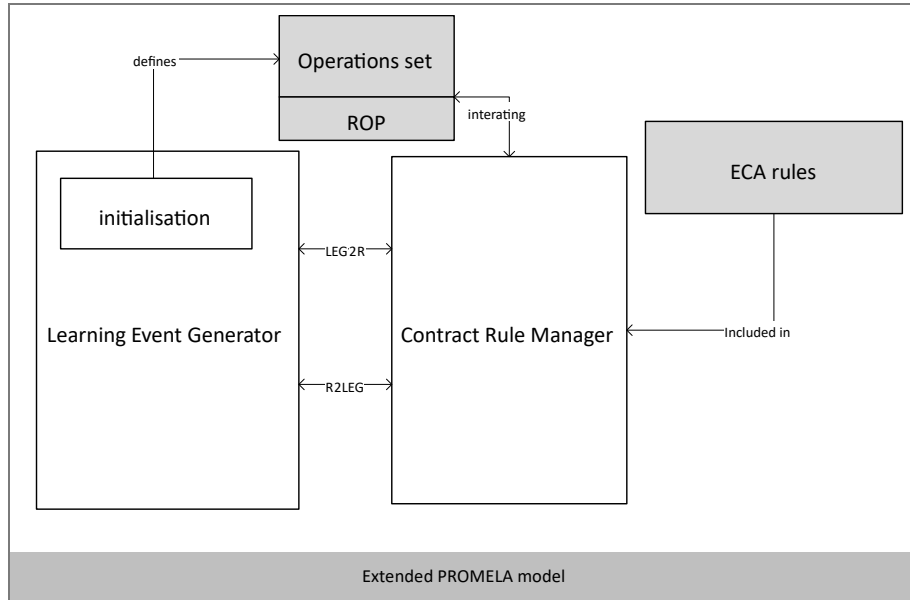 defines
Operations set
ROP
interating
ECA rules
initialisation
LEG2R
Learning Event Generator
Contract Rule Manager
Included in
R2LEG
Extended PROMELA model